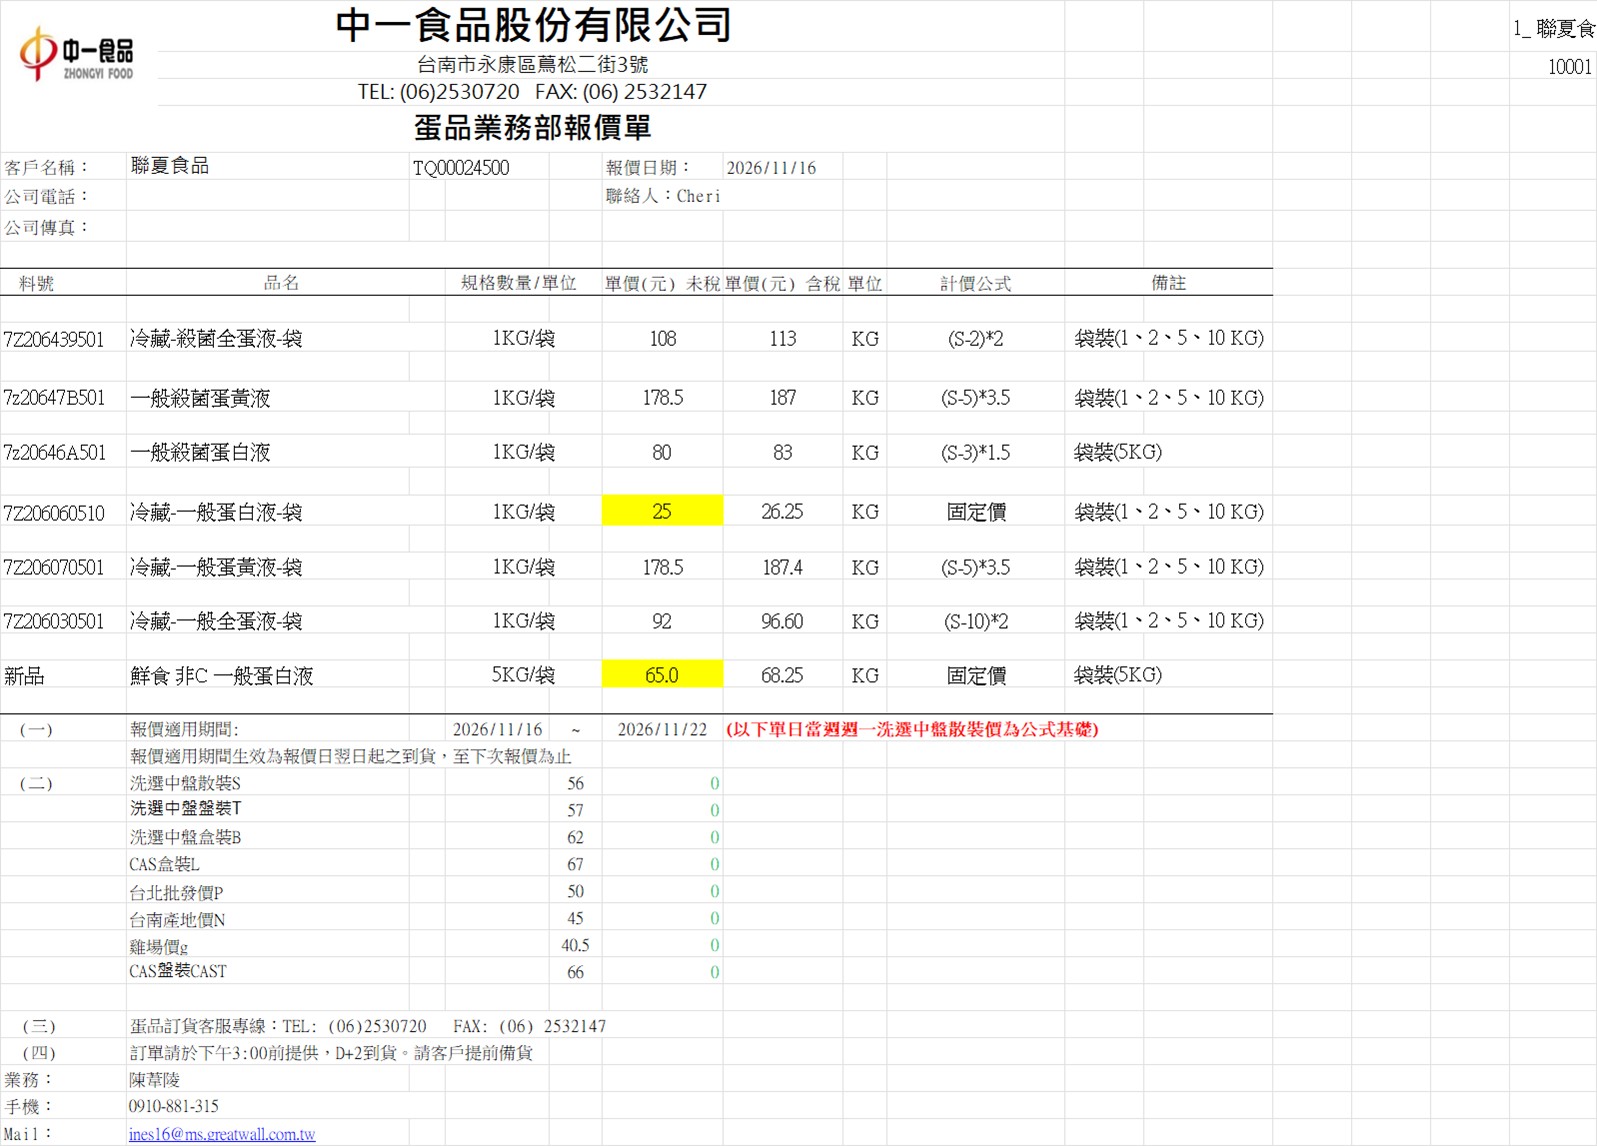 中一食品股份有限公司
1_ 聯夏食
中一食品
ZHONGYI FOOD
台南市永康區蔦松二街3號
10001
TEL: (06)2530720 FAX: (06) 2532147
蛋品業務部報價單
客戶名稱： 聯夏食品 TQ00024500 報價日期： 2026/11/16
公司電話： 聯絡人：Cheri
公司傳真：
料號 品名 規格數量/單位 單價(元) 未稅 單價(元) 含稅 單位 計價公式 備註
7Z206439501 冷藏-殺菌全蛋液-袋 1KG/袋 108 113 KG (S-2)*2 袋裝(1、2、5、10 KG)
7z20647B501 一般殺菌蛋黃液 1KG/袋 178.5 187 KG (S-5)*3.5 袋裝(1、2、5、10 KG)
7z20646A501 一般殺菌蛋白液 1KG/袋 80 83 KG (S-3)*1.5 袋裝(5KG)
7Z206060510 冷藏-一般蛋白液-袋 1KG/袋 25 26.25 KG 固定價 袋裝(1、2、5、10 KG)
7Z206070501 冷藏-一般蛋黃液-袋 1KG/袋 178.5 187.4 KG (S-5)*3.5 袋裝(1、2、5、10 KG)
7Z206030501 冷藏-一般全蛋液-袋 1KG/袋 92 96.60 KG (S-10)*2 袋裝(1、2、5、10 KG)
新品 鮮食 非C 一般蛋白液 5KG/袋 65.0 68.25 KG 固定價 袋裝(5KG)
(一) 報價適用期間: 2026/11/16 ~ 2026/11/22 (以下單日當週週一洗選中盤散裝價為公式基礎)
報價適用期間生效為報價日翌日起之到貨，至下次報價為止
(二) 洗選中盤散裝S 56 0
洗選中盤盤裝T 57 0
洗選中盤盒裝B 62 0
CAS盒裝L 67 0
台北批發價P 50 0
台南產地價N 45 0
雞場價g 40.5 0
CAS盤裝CAST 66 0
(三) 蛋品訂貨客服專線：TEL: (06)2530720 FAX: (06) 2532147
(四) 訂單請於下午3:00前提供，D+2到貨。請客戶提前備貨
業務： 陳葦陵
手機： 0910-881-315
Mail： ines16@ms.greatwall.com.tw